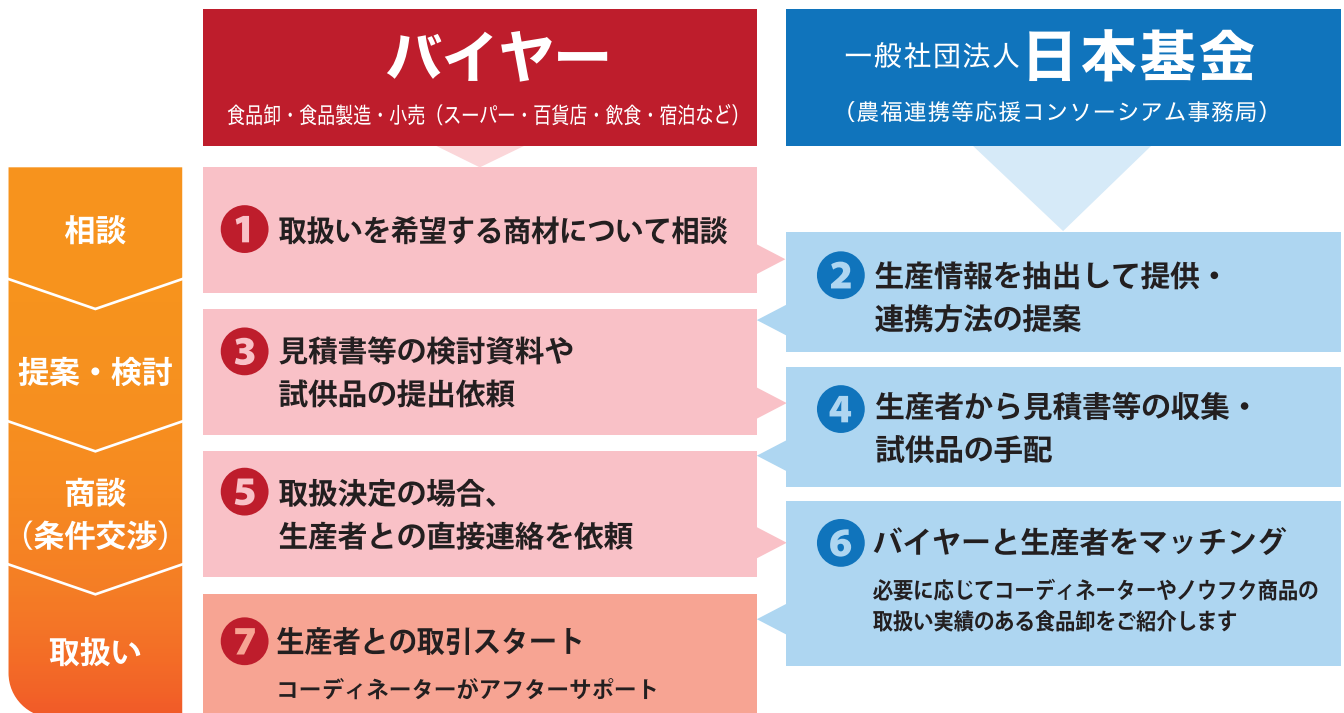 バイヤー
食品卸・食品製造・小売（スーパー・百貨店・飲食・宿泊など）
一般社団法人日本基金
（農福連携等応援コンソーシアム事務局）
相談
提案・検討
商談
（条件交渉）
取扱い
1 取扱いを希望する商材について相談
2 生産情報を抽出して提供・
連携方法の提案
3 見積書等の検討資料や
試供品の提出依頼
4 生産者から見積書等の収集・
試供品の手配
5 取扱決定の場合、
生産者との直接連絡を依頼
6 バイヤーと生産者をマッチング
必要に応じてコーディネーターやノウフク商品の
取扱い実績のある食品卸をご紹介します
7 生産者との取引スタート
コーディネーターがアフターサポート